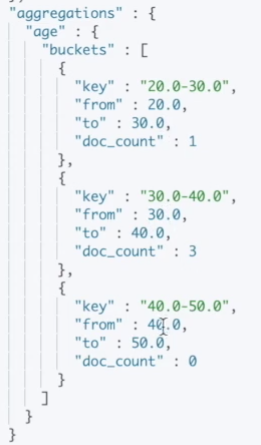 "aggregations" : {
"age" : {
"buckets" : [
{
"key" : "20.0-30.0",
"from" : 20.0,
"to" : 30.0,
"doc_count" : 1
},
{
"key" : "30.0-40.0",
"from" : 30.0,
"to" : 40.0,
"doc_count" : 3
},
{
"key" : "40.0-50.0",
"from" : 40.0,
"to" : 50.0,
"doc_count" : 0
}
]
}
}